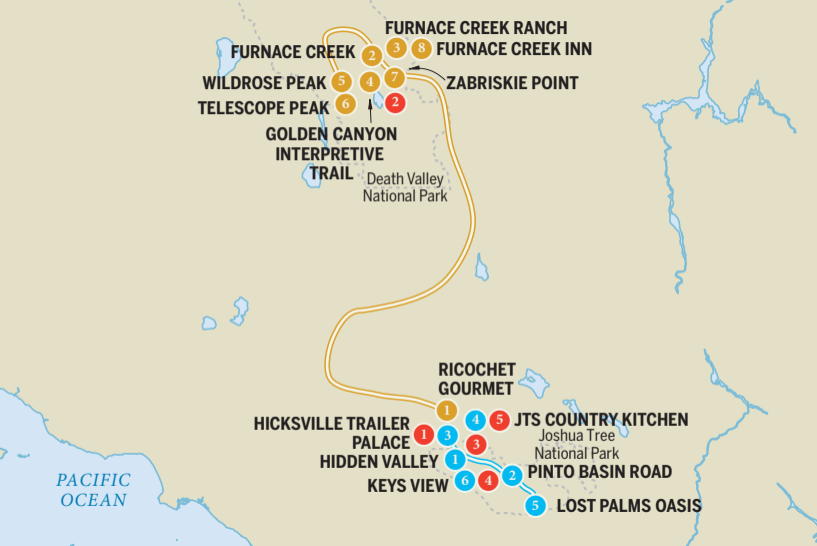 FURNACE CREEK RANCH
FURNACE CREEK 2 3 8 FURNACE CREEK INN
WILDROSE PEAK 5 4 7 ZABRISKIE POINT
TELESCOPE PEAK 6 2
GOLDEN CANYON
INTERPRETIVE
TRAIL
Death Valley
National Park
RICOCHET
GOURMET
1
HICKSVILLE TRAILER
PALACE
1 3 4 5 JTS COUNTRY KITCHEN
3
Joshua Tree
National Park
HIDDEN VALLEY 1
2 PINTO BASIN ROAD
KEYS VIEW 6 4
5 LOST PALMS OASIS
PACIFIC
OCEAN